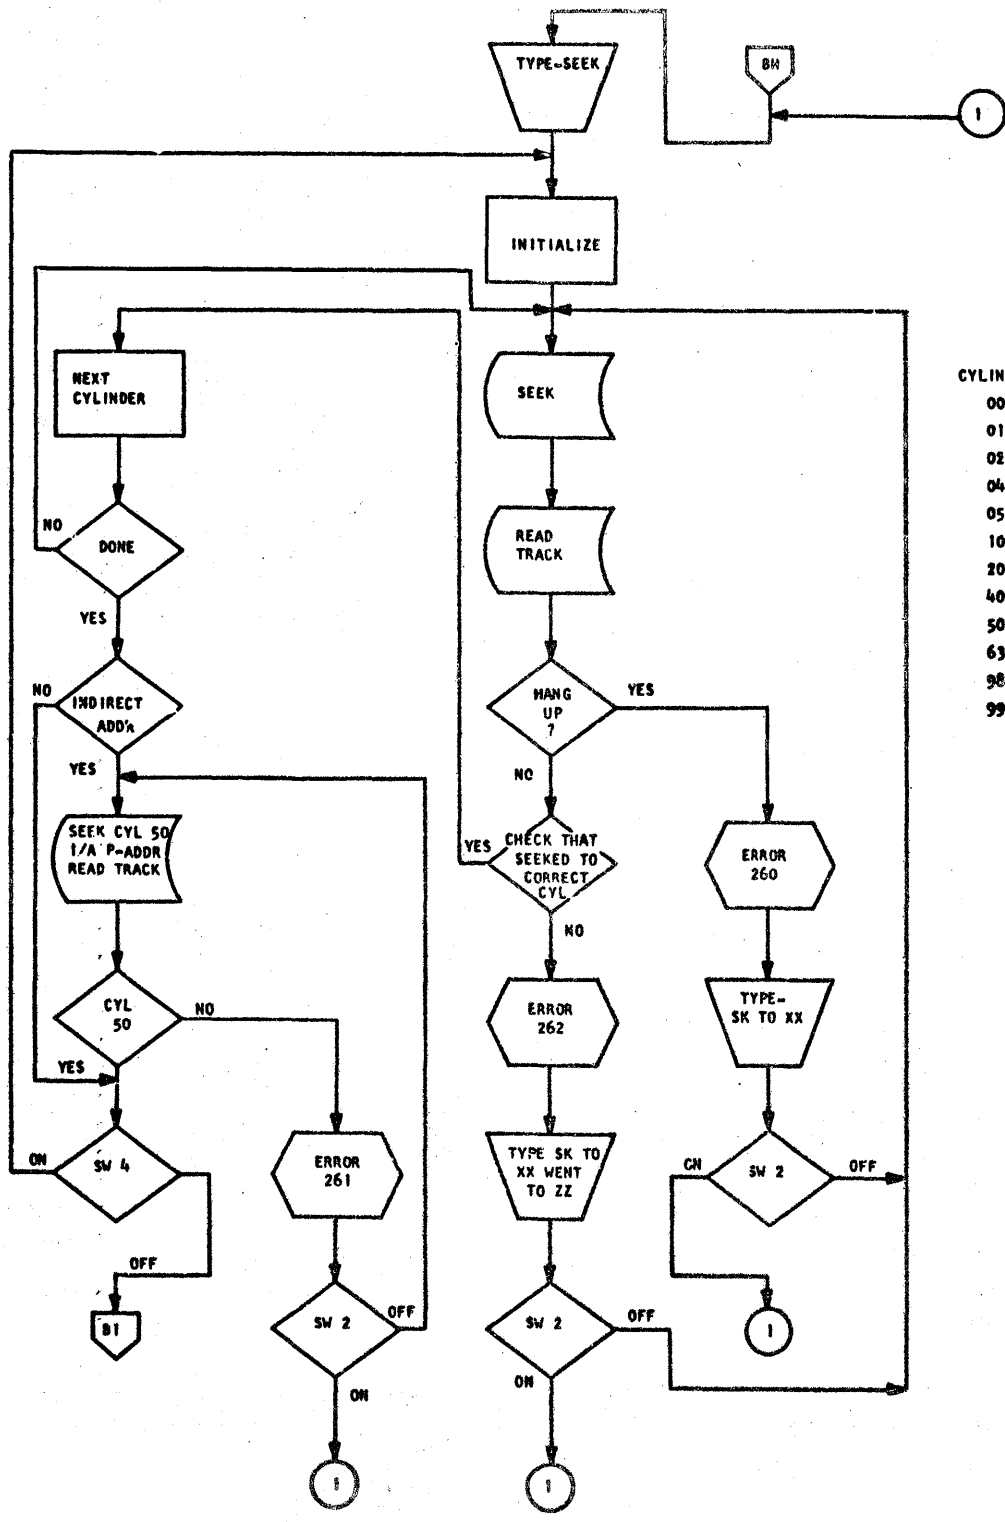 TYPE-SEEK
BH
1
INITIALIZE
NEXT
CYLINDER
SEEK
CYLIN
00
01
02
04
05
10
20
40
50
63
98
99
NO
DONE
READ
TRACK
YES
NO
INDIRECT
ADD'R
HANG
UP
?
YES
YES
NO
SEEK CYL 50
I/A P-ADDR
READ TRACK
YES
CHECK THAT
SEEKED TO
CORRECT
CYL
ERROR
260
NO
CYL
50
NO
ERROR
262
TYPE-
SK TO XX
YES
ON
SW 4
ERROR
261
TYPE SK TO
XX WENT
TO ZZ
ON
SW 2
OFF
OFF
BI
SW 2
OFF
SW 2
OFF
1
ON
ON
1
1